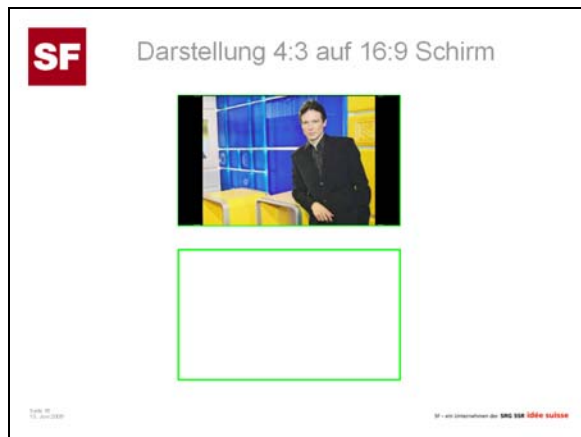 SF
Darstellung 4:3 auf 16:9 Schirm
SF – ein Unternehmen der SRG SSR idée suisse